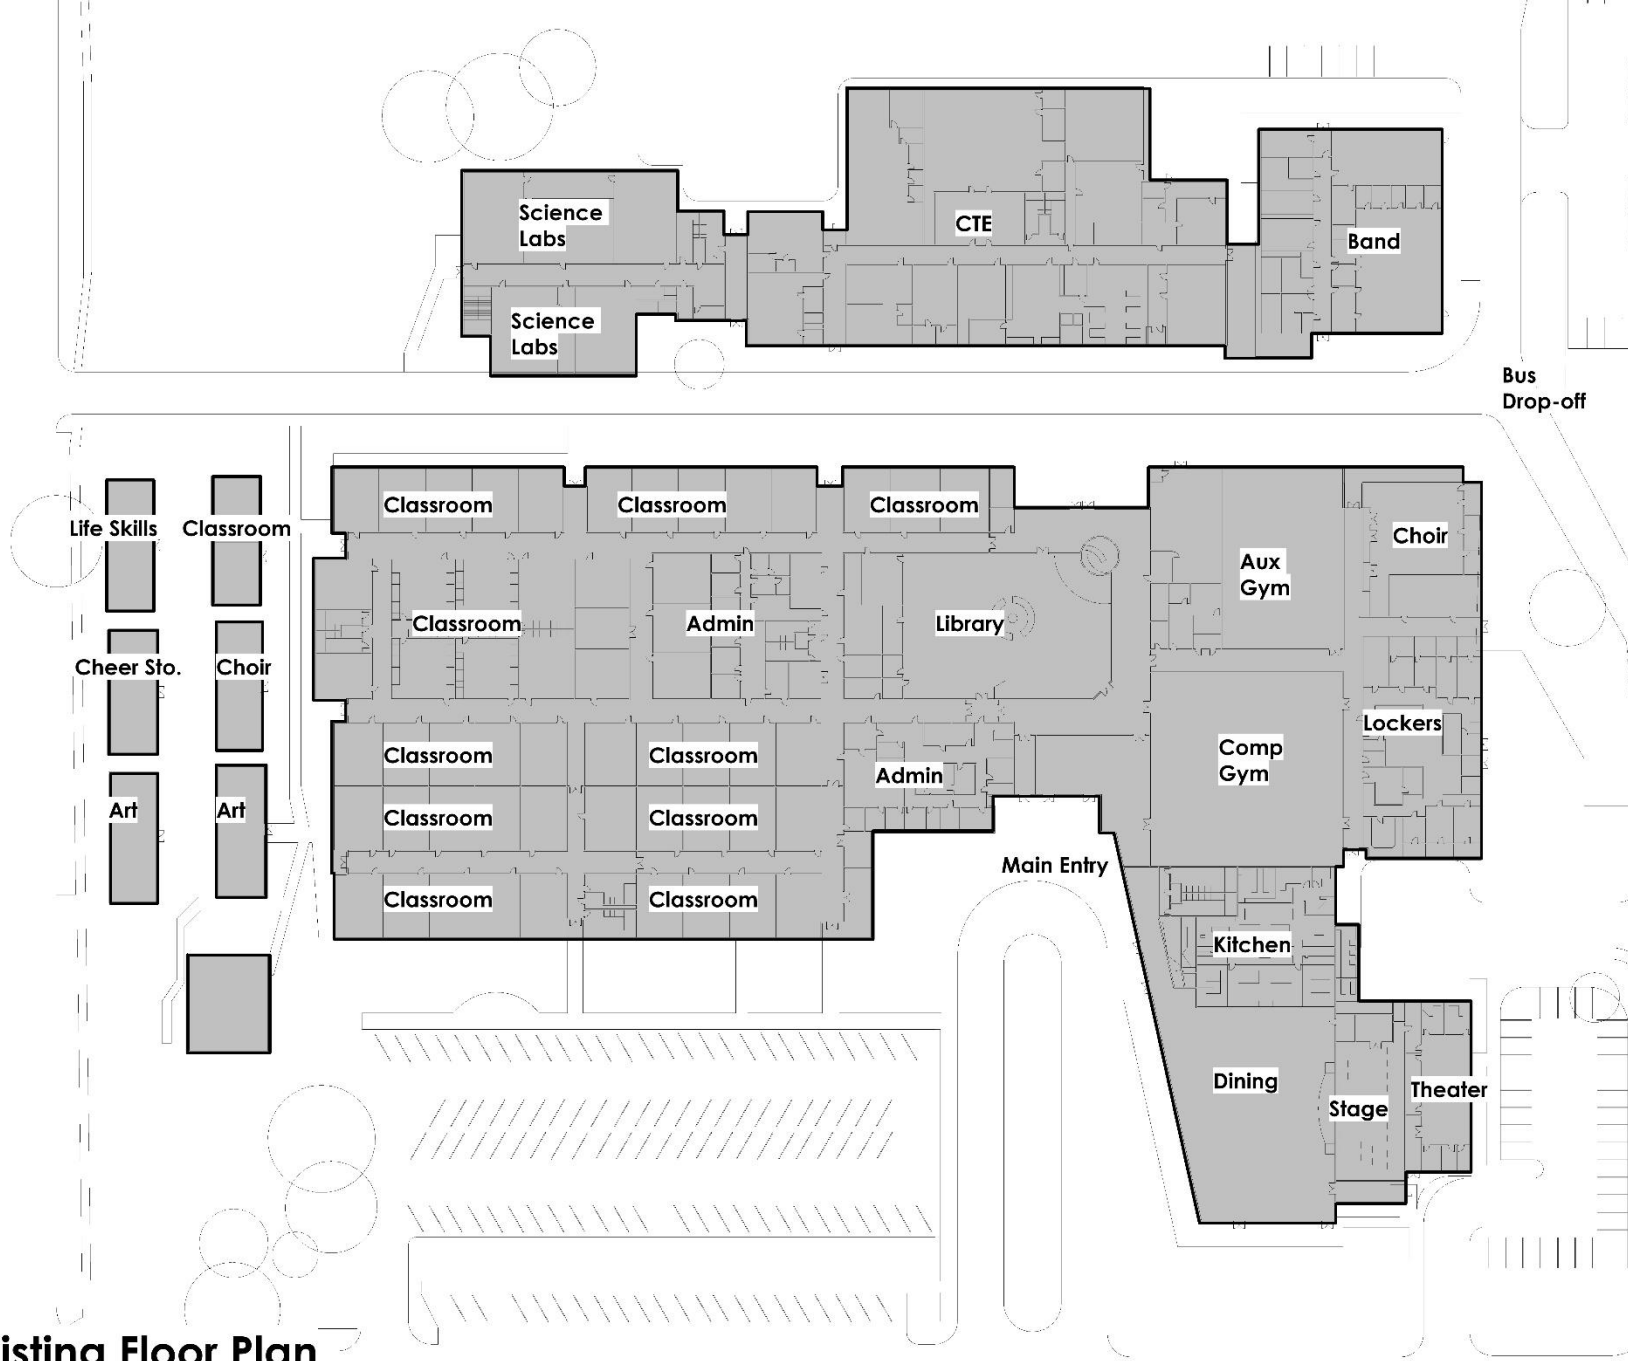 Science
Labs
CTE
Band
Science
Labs
Bus
Drop-off
Classroom
Classroom
Classroom
Life Skills
Classroom
Choir
Aux
Gym
Classroom
Admin
Library
Cheer Sto.
Choir
Lockers
Classroom
Classroom
Comp
Gym
Admin
Art
Art
Classroom
Classroom
Main Entry
Classroom
Classroom
Kitchen
Dining
Stage
Theater
isting Floor Plan